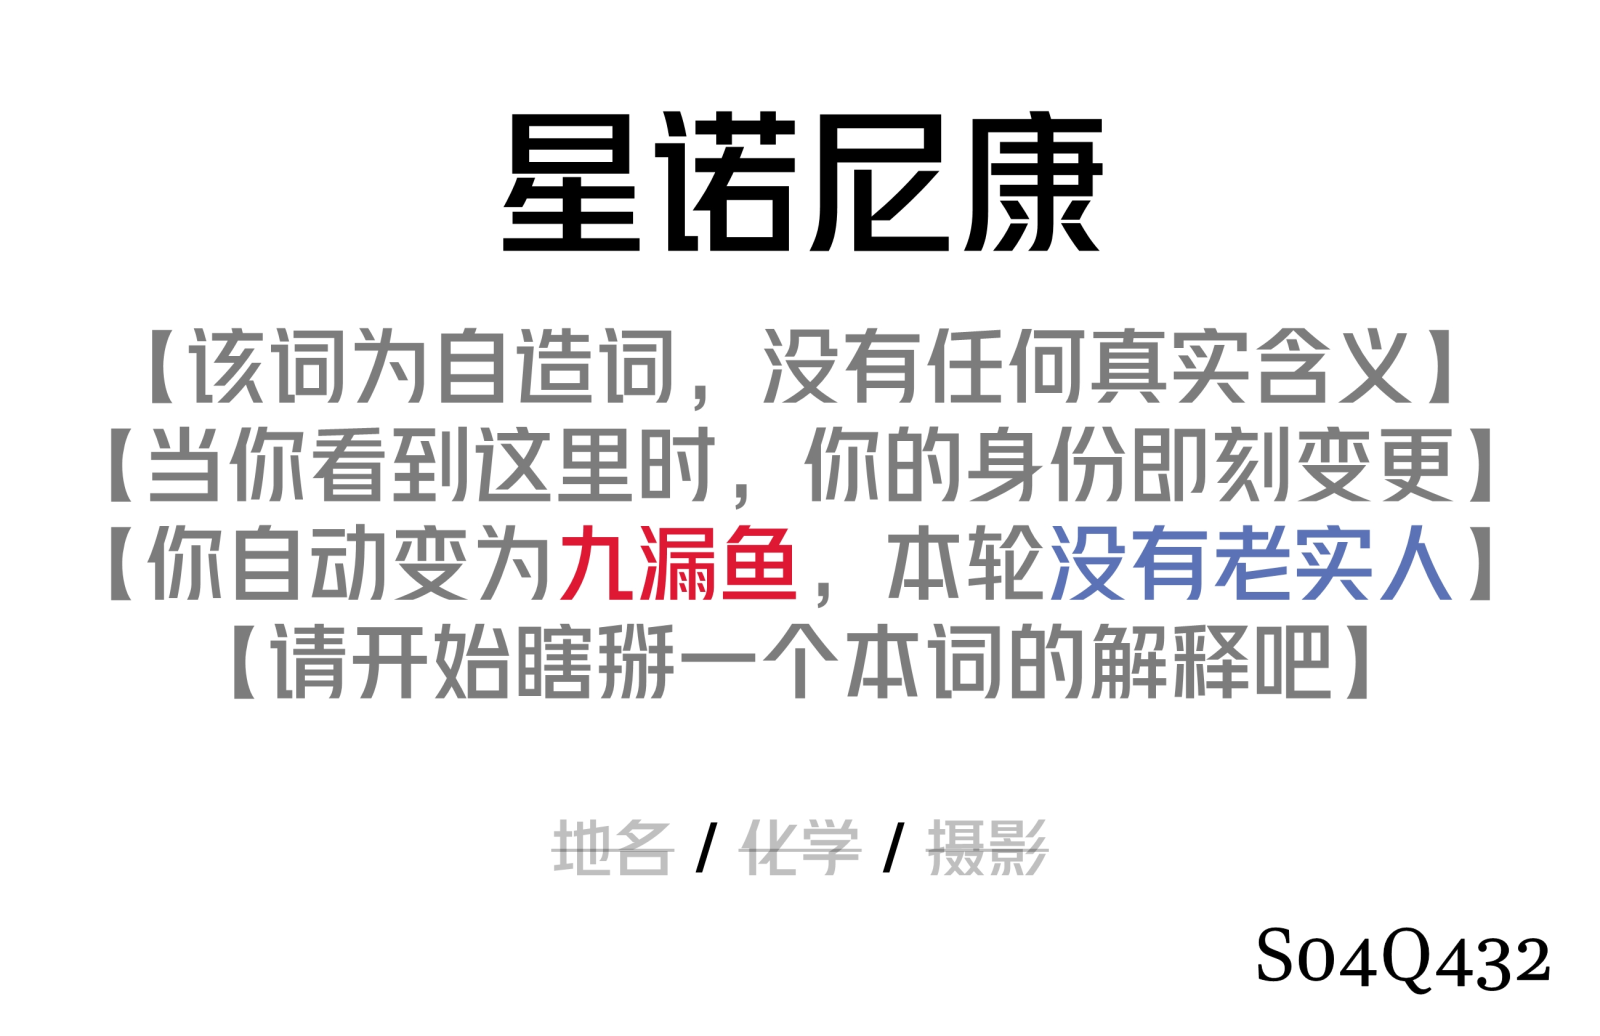 星诺尼康
【该词为自造词，没有任何真实含义】
【当你看到这里时，你的身份即刻变更】
【你自动变为九漏鱼，本轮没有老实人】
【请开始瞎掰一个本词的解释吧】
地名 / 化学 / 摄影
S04Q432